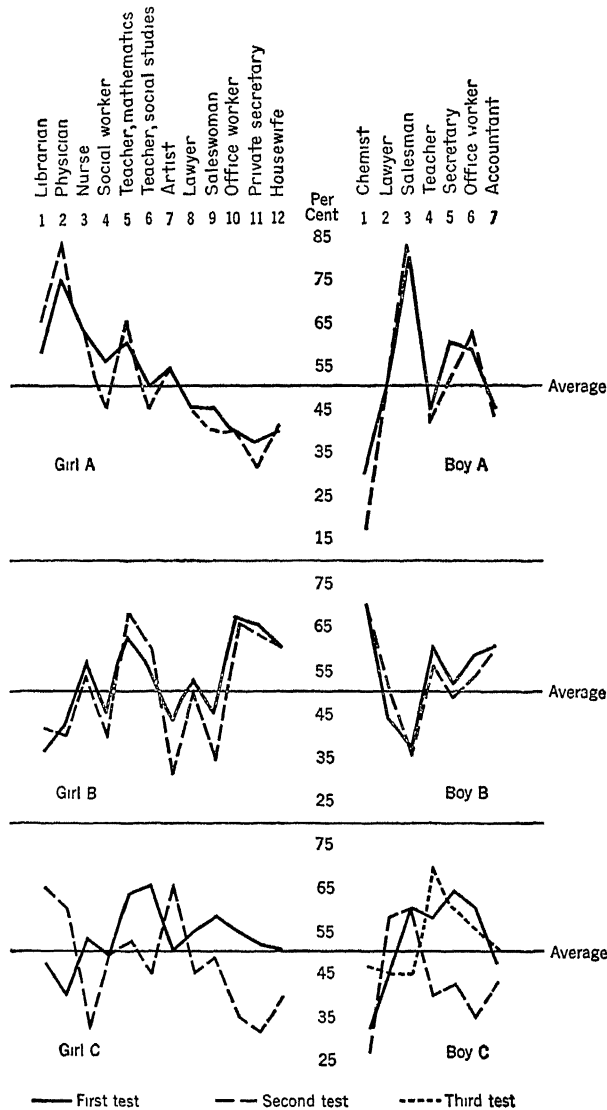 Librarian
Physician
Nurse
Social worker
Teacher, mathematics
Teacher, social studies
Artist
Lawyer
Saleswoman
Office worker
Private secretary
Housewife
Chemist
Lawyer
Salesman
Teacher
Secretary
Office worker
Accountant
1 2 3 4 5 6 7 8 9 10 11 12
Per
Cent
1 2 3 4 5 6 7
85
75
65
55
Average
45
35
Girl A
Boy A
25
15
75
65
55
Average
45
35
25
Girl B
Boy B
75
65
55
Average
45
35
25
Girl C
Boy C
First test Second test Third test